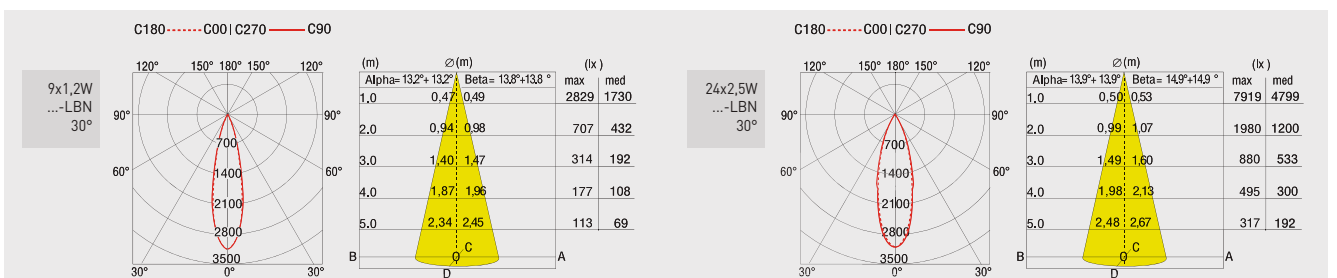 C180 ------ C00 | C270 —— C90
9x1,2W
...-LBN
30°
120° 150° 180° 150° 120°
90° 90°
60° 60°
700
1400
2100
2800
3500
30° 0° 30°
(m) ∅(m) (lx)
Alpha= 13,2°+ 13,2° Beta= 13,8°+13,8 ° max med
1.0 0,47 0,49 2829 1730
2.0 0,94 0,98 707 432
3.0 1,40 1,47 314 192
4.0 1,87 1,96 177 108
5.0 2,34 2,45 113 69
C
B O A
D
C180 ------ C00 | C270 —— C90
24x2,5W
...-LBN
30°
120° 150° 180° 150° 120°
90° 90°
60° 60°
700
1400
2100
2800
3500
30° 0° 30°
(m) ∅(m) (lx)
Alpha= 13,9°+ 13,9° Beta= 14,9°+14,9 ° max med
1.0 0,50 0,53 7919 4799
2.0 0,99 1,07 1980 1200
3.0 1,49 1,60 880 533
4.0 1,98 2,13 495 300
5.0 2,48 2,67 317 192
C
B O A
D